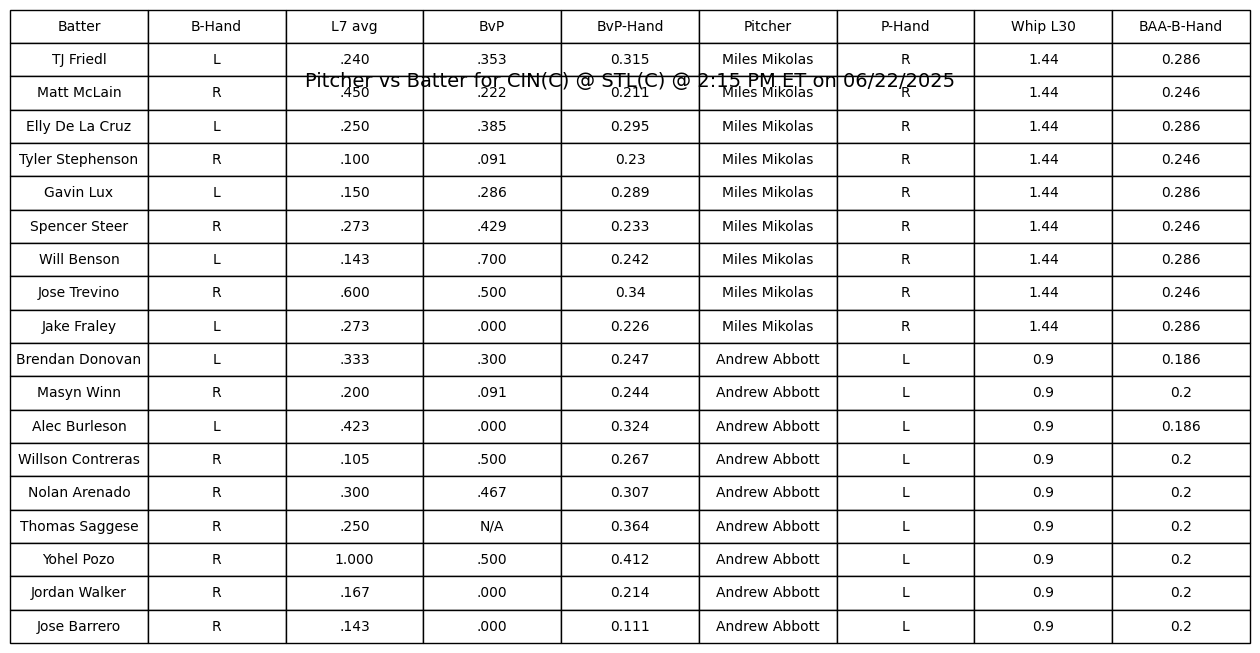 Batter B-Hand L7 avg BvP BvP-Hand Pitcher P-Hand Whip L30 BAA-B-Hand
TJ Friedl L .240 .353 0.315 Miles Mikolas R 1.44 0.286
Pitcher vs Batter for CIN(C) @ STL(C) @ 2:15 PM ET on 06/22/2025
Matt McLain R .450 .222 0.211 Miles Mikolas R 1.44 0.246
Elly De La Cruz L .250 .385 0.295 Miles Mikolas R 1.44 0.286
Tyler Stephenson R .100 .091 0.23 Miles Mikolas R 1.44 0.246
Gavin Lux L .150 .286 0.289 Miles Mikolas R 1.44 0.286
Spencer Steer R .273 .429 0.233 Miles Mikolas R 1.44 0.246
Will Benson L .143 .700 0.242 Miles Mikolas R 1.44 0.286
Jose Trevino R .600 .500 0.34 Miles Mikolas R 1.44 0.246
Jake Fraley L .273 .000 0.226 Miles Mikolas R 1.44 0.286
Brendan Donovan L .333 .300 0.247 Andrew Abbott L 0.9 0.186
Masyn Winn R .200 .091 0.244 Andrew Abbott L 0.9 0.2
Alec Burleson L .423 .000 0.324 Andrew Abbott L 0.9 0.186
Willson Contreras R .105 .500 0.267 Andrew Abbott L 0.9 0.2
Nolan Arenado R .300 .467 0.307 Andrew Abbott L 0.9 0.2
Thomas Saggese R .250 N/A 0.364 Andrew Abbott L 0.9 0.2
Yohel Pozo R 1.000 .500 0.412 Andrew Abbott L 0.9 0.2
Jordan Walker R .167 .000 0.214 Andrew Abbott L 0.9 0.2
Jose Barrero R .143 .000 0.111 Andrew Abbott L 0.9 0.2